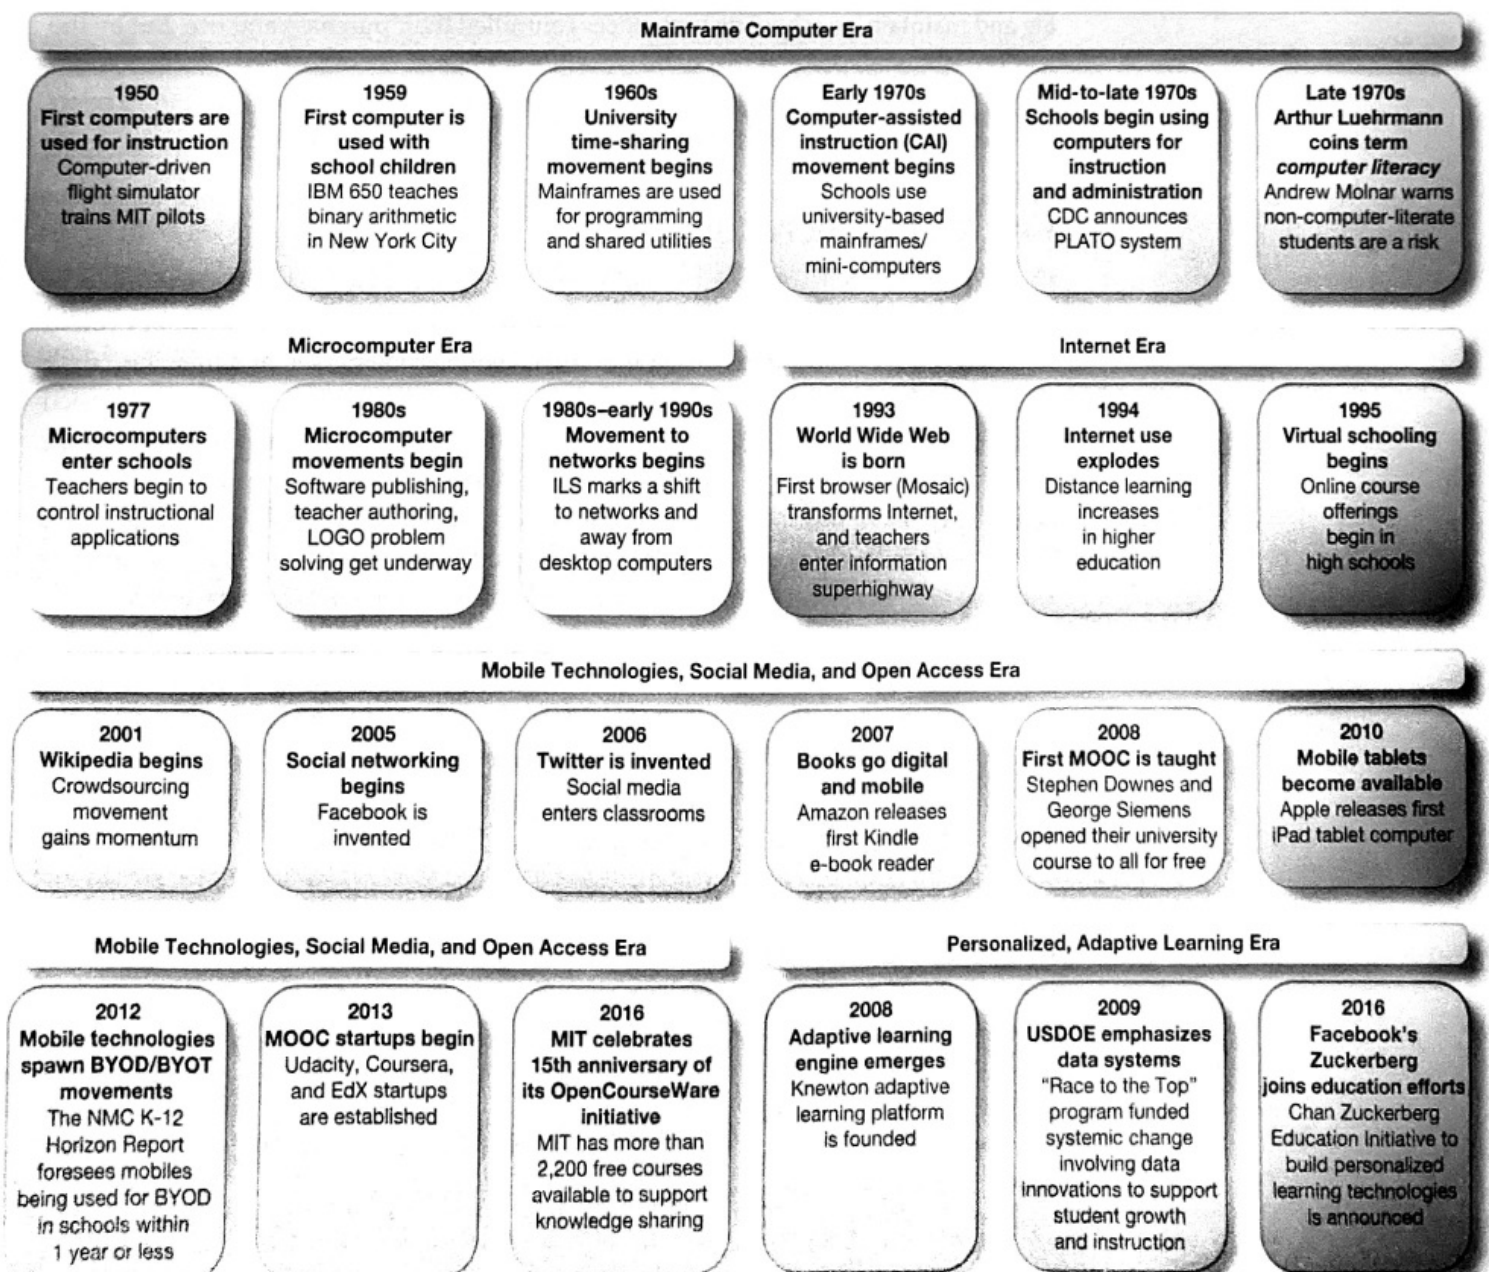 Mainframe Computer Era
1950
First computers are
used for instruction
Computer-driven
flight simulator
trains MIT pilots
1959
First computer is
used with
school children
IBM 650 teaches
binary arithmetic
in New York City
1960s
University
time-sharing
movement begins
Mainframes are used
for programming
and shared utilities
Early 1970s
Computer-assisted
instruction (CAI)
movement begins
Schools use
university-based
mainframes/
mini-computers
Mid-to-late 1970s
Schools begin using
computers for
instruction
and administration
CDC announces
PLATO system
Late 1970s
Arthur Luehrmann
coins term
computer literacy
Andrew Molnar warns
non-computer-literate
students are a risk
Microcomputer Era
1977
Microcomputers
enter schools
Teachers begin to
control instructional
applications
1980s
Microcomputer
movements begin
Software publishing,
teacher authoring,
LOGO problem
solving get underway
1980s–early 1990s
Movement to
networks begins
ILS marks a shift
to networks and
away from
desktop computers
Internet Era
1993
World Wide Web
is born
First browser (Mosaic)
transforms Internet,
and teachers
enter information
superhighway
1994
Internet use
explodes
Distance learning
increases
in higher
education
1995
Virtual schooling
begins
Online course
offerings
begin in
high schools
Mobile Technologies, Social Media, and Open Access Era
2001
Wikipedia begins
Crowdsourcing
movement
gains momentum
2005
Social networking
begins
Facebook is
invented
2006
Twitter is invented
Social media
enters classrooms
2007
Books go digital
and mobile
Amazon releases
first Kindle
e-book reader
2008
First MOOC is taught
Stephen Downes and
George Siemens
opened their university
course to all for free
2010
Mobile tablets
become available
Apple releases first
iPad tablet computer
Mobile Technologies, Social Media, and Open Access Era
2012
Mobile technologies
spawn BYOD/BYOT
movements
The NMC K-12
Horizon Report
foresees mobiles
being used for BYOD
in schools within
1 year or less
2013
MOOC startups begin
Udacity, Coursera,
and EdX startups
are established
2016
MIT celebrates
15th anniversary of
its OpenCourseWare
initiative
MIT has more than
2,200 free courses
available to support
knowledge sharing
Personalized, Adaptive Learning Era
2008
Adaptive learning
engine emerges
Knewton adaptive
learning platform
is founded
2009
USDOE emphasizes
data systems
"Race to the Top"
program funded
systemic change
involving data
innovations to support
student growth
and instruction
2016
Facebook's
Zuckerberg
joins education efforts
Chan Zuckerberg
Education Initiative to
build personalized
learning technologies
is announced